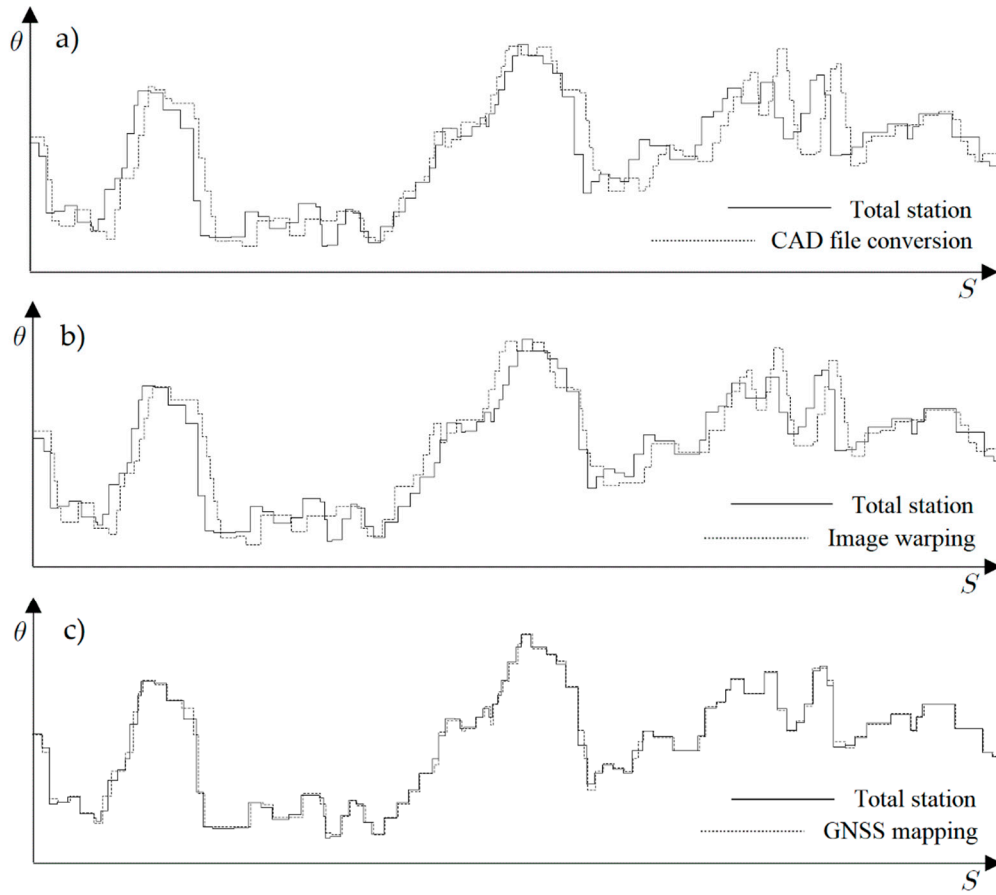 θ
a)
Total station
CAD file conversion
S
θ
b)
Total station
Image warping
S
θ
c)
Total station
GNSS mapping
S